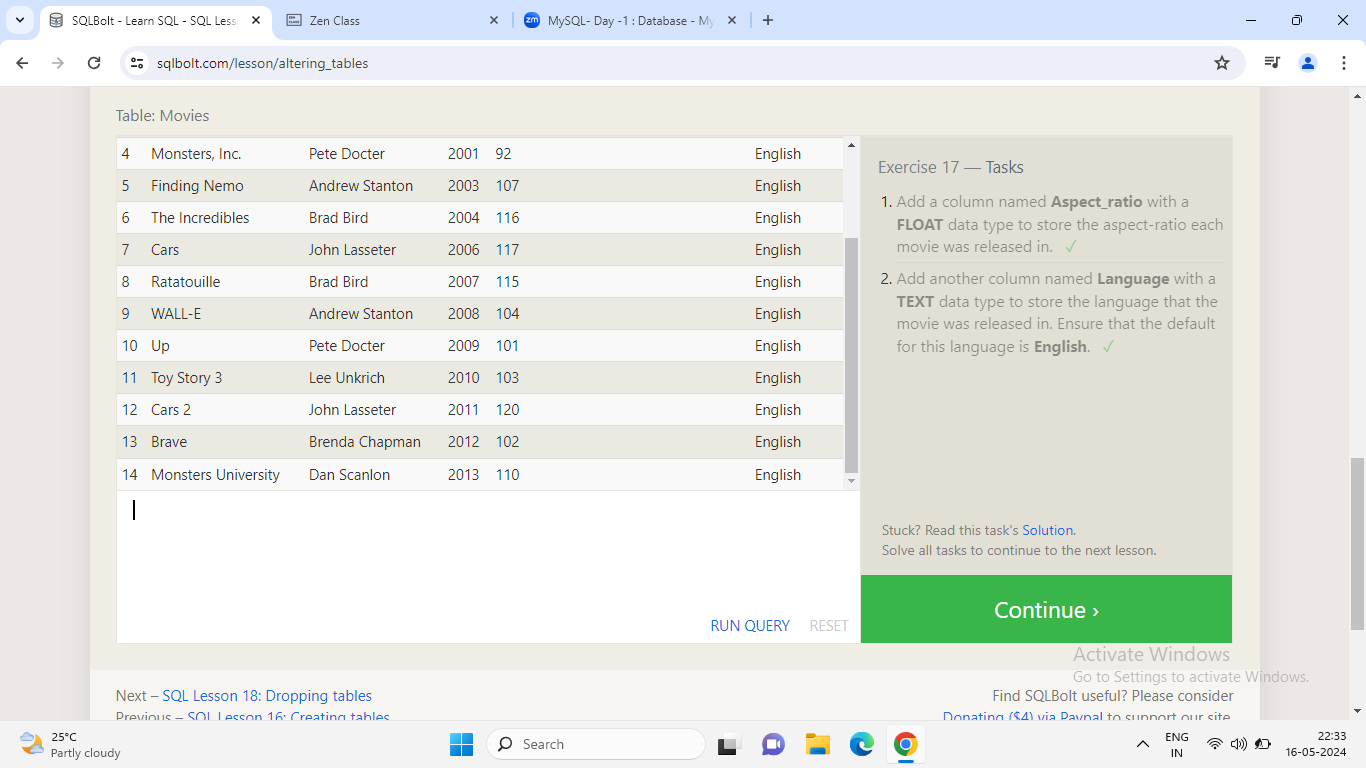 SQLBolt - Learn SQL - SQL Less
Zen Class
zm MySQL- Day -1 : Database - My
sqlbolt.com/lesson/altering_tables
Table: Movies
4 Monsters, Inc. Pete Docter 2001 92 English
5 Finding Nemo Andrew Stanton 2003 107 English
6 The Incredibles Brad Bird 2004 116 English
7 Cars John Lasseter 2006 117 English
8 Ratatouille Brad Bird 2007 115 English
9 WALL-E Andrew Stanton 2008 104 English
10 Up Pete Docter 2009 101 English
11 Toy Story 3 Lee Unkrich 2010 103 English
12 Cars 2 John Lasseter 2011 120 English
13 Brave Brenda Chapman 2012 102 English
14 Monsters University Dan Scanlon 2013 110 English
RUN QUERY RESET
Exercise 17 — Tasks
1. Add a column named Aspect_ratio with a
FLOAT data type to store the aspect-ratio each
movie was released in. ✓
2. Add another column named Language with a
TEXT data type to store the language that the
movie was released in. Ensure that the default
for this language is English. ✓
Stuck? Read this task's Solution.
Solve all tasks to continue to the next lesson.
Continue ›
Activate Windows
Go to Settings to activate Windows.
Next – SQL Lesson 18: Dropping tables
Previous – SQL Lesson 16: Creating tables
Find SQLBolt useful? Please consider
Donating ($4) via Paypal to support our site.
25°C
Partly cloudy
Search
ENG
IN
22:33
16-05-2024